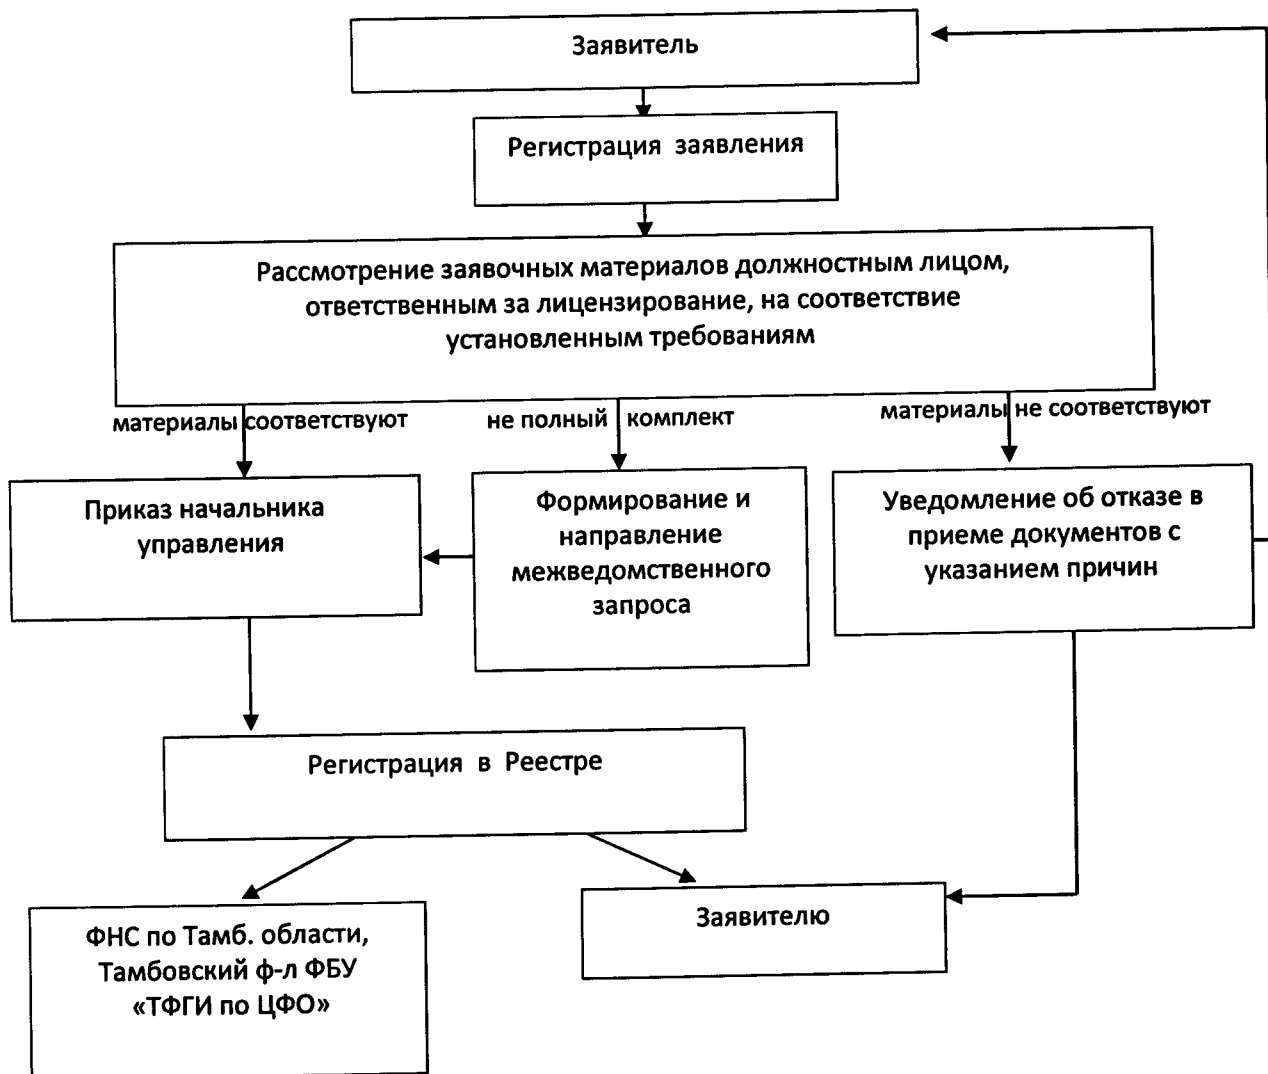 Заявитель
Регистрация заявления
Рассмотрение заявочных материалов должностным лицом,
ответственным за лицензирование, на соответствие
установленным требованиям
материалы соответствуют
не полный комплект
материалы не соответствуют
Приказ начальника
управления
Формирование и
направление
межведомственного
запроса
Уведомление об отказе в
приеме документов с
указанием причин
Регистрация в Реестре
ФНС по Тамб. области,
Тамбовский ф-л ФБУ
«ТФГИ по ЦФО»
Заявителю